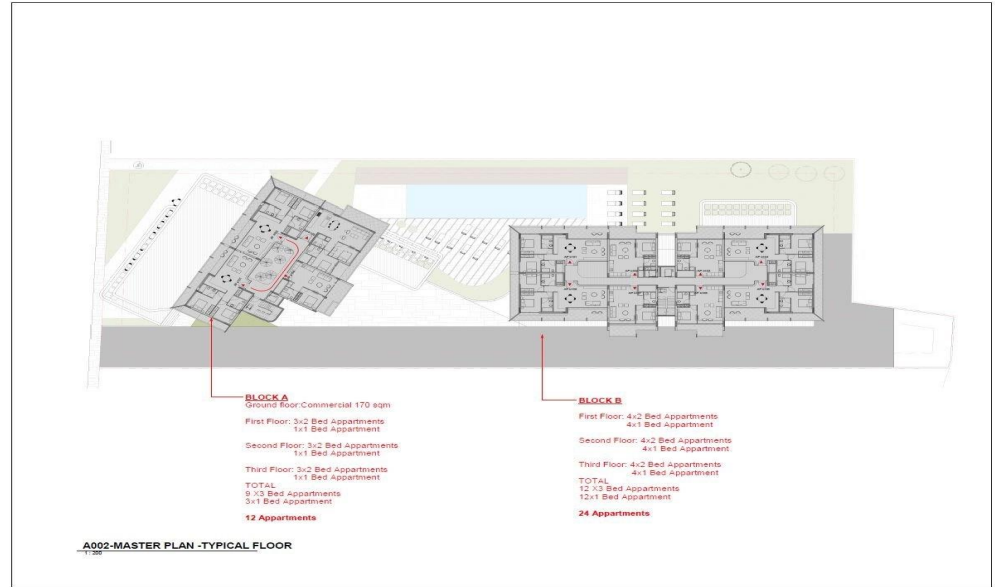 BLOCK A
Ground floor:Commercial 170 sqm
First Floor: 3x2 Bed Appartments
1x1 Bed Appartment
Second Floor: 3x2 Bed Appartments
1x1 Bed Appartment
Third Floor: 3x2 Bed Appartments
1x1 Bed Appartment
TOTAL
9 X3 Bed Appartments
3x1 Bed Appartment
12 Appartments
BLOCK B
First Floor: 4x2 Bed Appartments
4x1 Bed Appartment
Second Floor: 4x2 Bed Appartments
4x1 Bed Appartment
Third Floor: 4x2 Bed Appartments
4x1 Bed Appartment
TOTAL
12 X3 Bed Appartments
12x1 Bed Appartment
24 Appartments
A002-MASTER PLAN -TYPICAL FLOOR